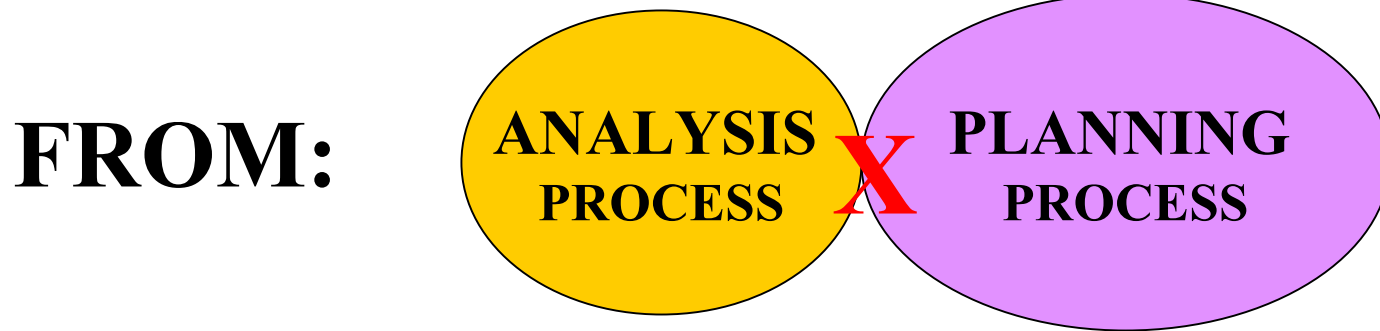 FROM:
ANALYSIS
PROCESS
X
PLANNING
PROCESS